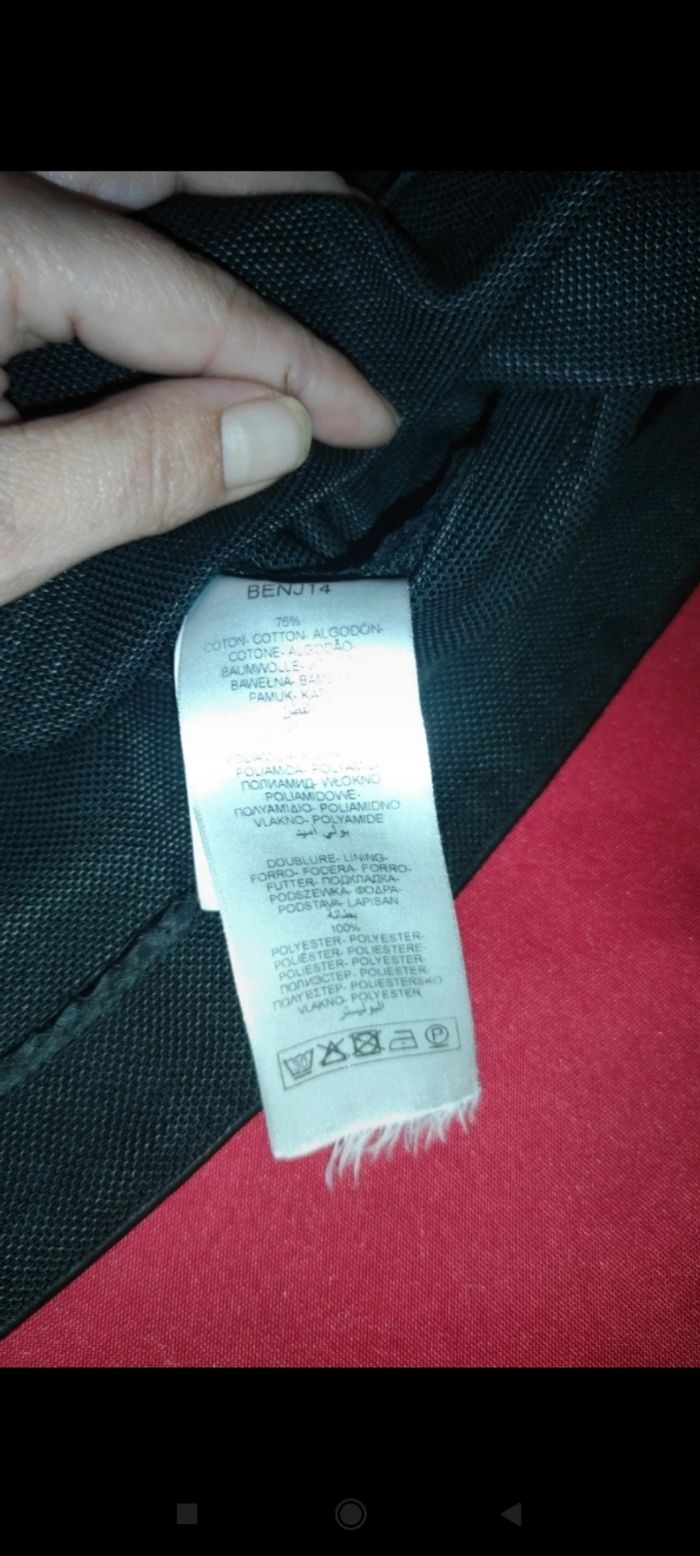 BENJ14
75%
COTON- COTTON- ALGODÓN-
COTONE- ALGODÃO-
BAUMWOLLE-
BAWEŁNA-
PAMUK-
POLIAMIDA- POLYAMID
ПОЛИАМИД- WŁÓKNO
POLIAMIDOWE-
ΠΟΛΥΑΜΙΔΙΟ- POLIAMIDNO
VLAKNO- POLYAMIDE
بولي أميد
DOUBLURE- LINING-
FORRO- FODERA- FORRO-
FUTTER- ПОДКЛАДКА-
PODSZEWKA- ΦΟΔΡΑ-
PODSTAVA- LAPISAN
بطانة
100%
POLYESTER- POLYESTER-
POLIÉSTER- POLIESTERE-
POLIESTER- POLYESTER-
ПОЛИЭСТЕР- POLIESTER-
ΠΟΛΥΕΣΤΕΡ- POLIESTERSKO
VLAKNO- POLYESTER
البوليستر
30 P